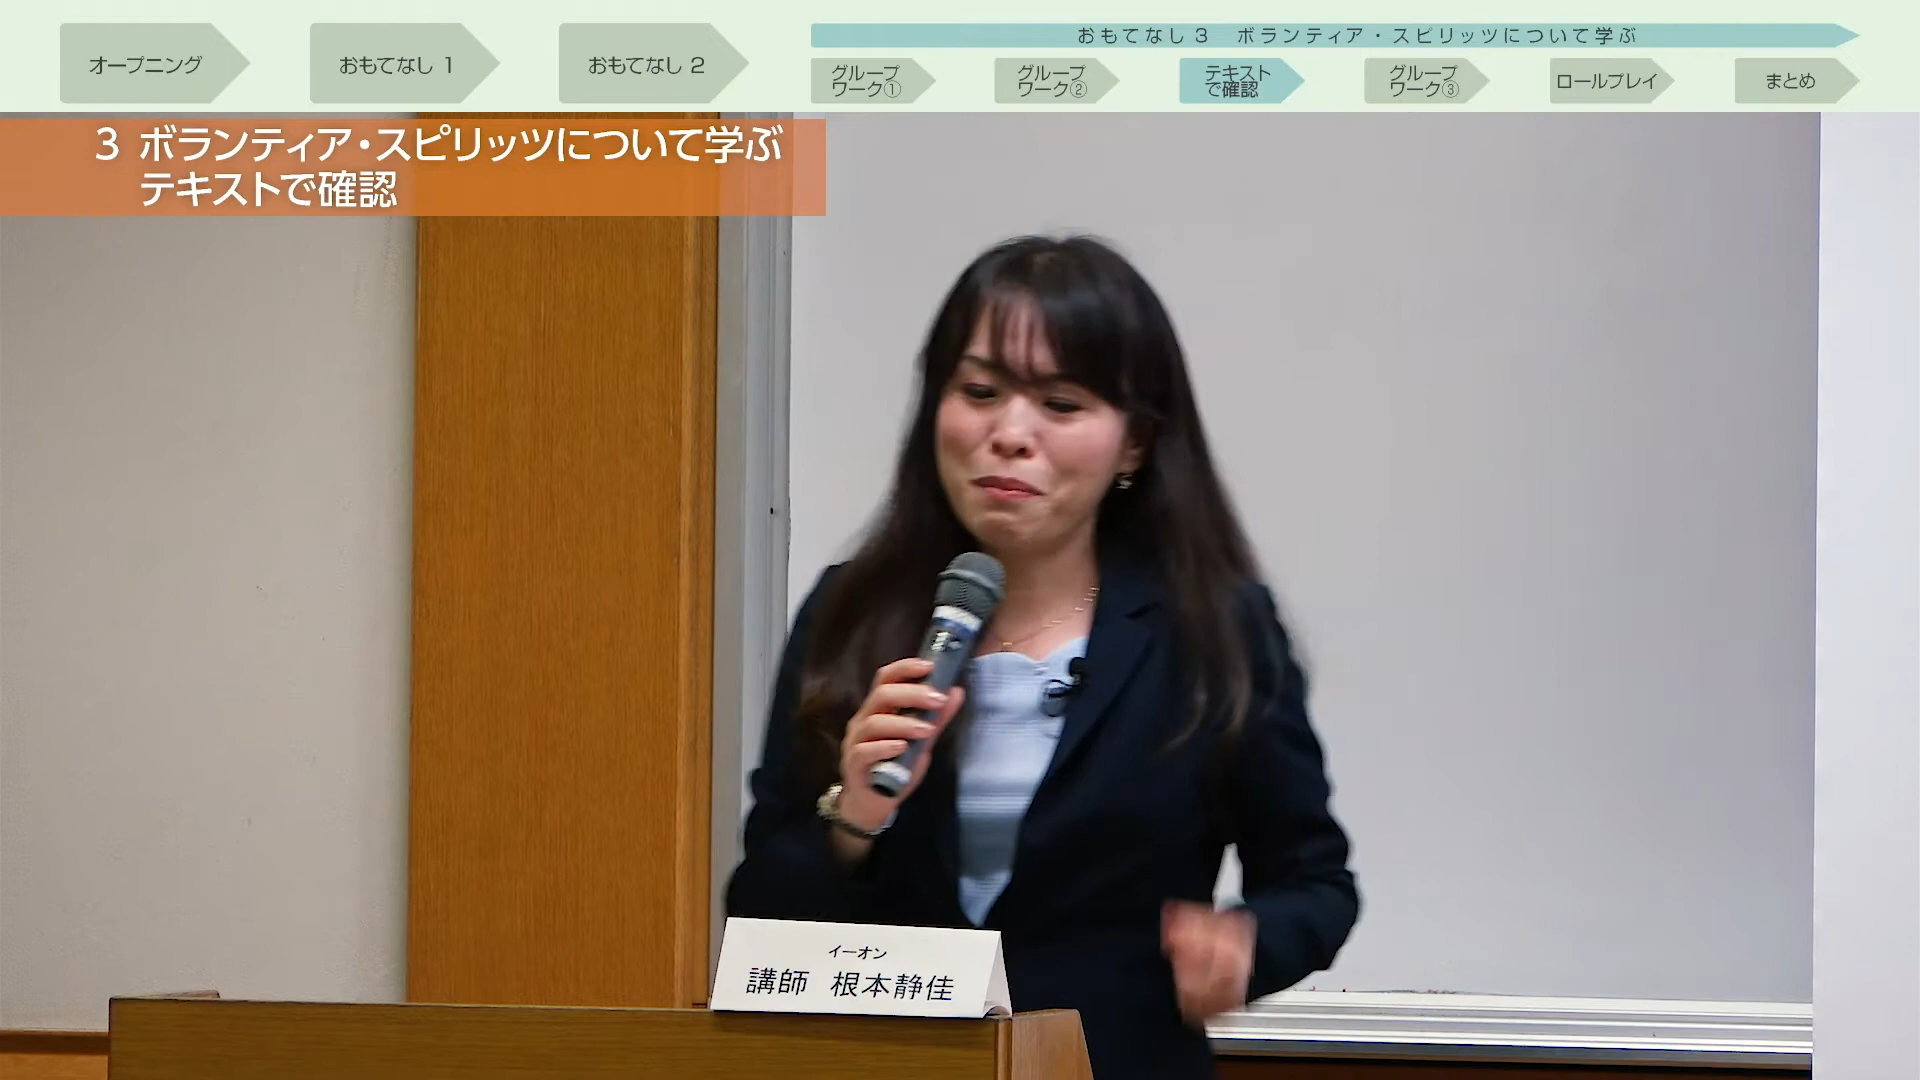 オープニング
おもてなし 1
おもてなし 2
おもてなし 3　ボランティア・スピリッツについて学ぶ
グループ
ワーク①
グループ
ワーク②
テキスト
で確認
グループ
ワーク③
ロールプレイ
まとめ
3 ボランティア・スピリッツについて学ぶ
テキストで確認
イーオン
講師　根本静佳